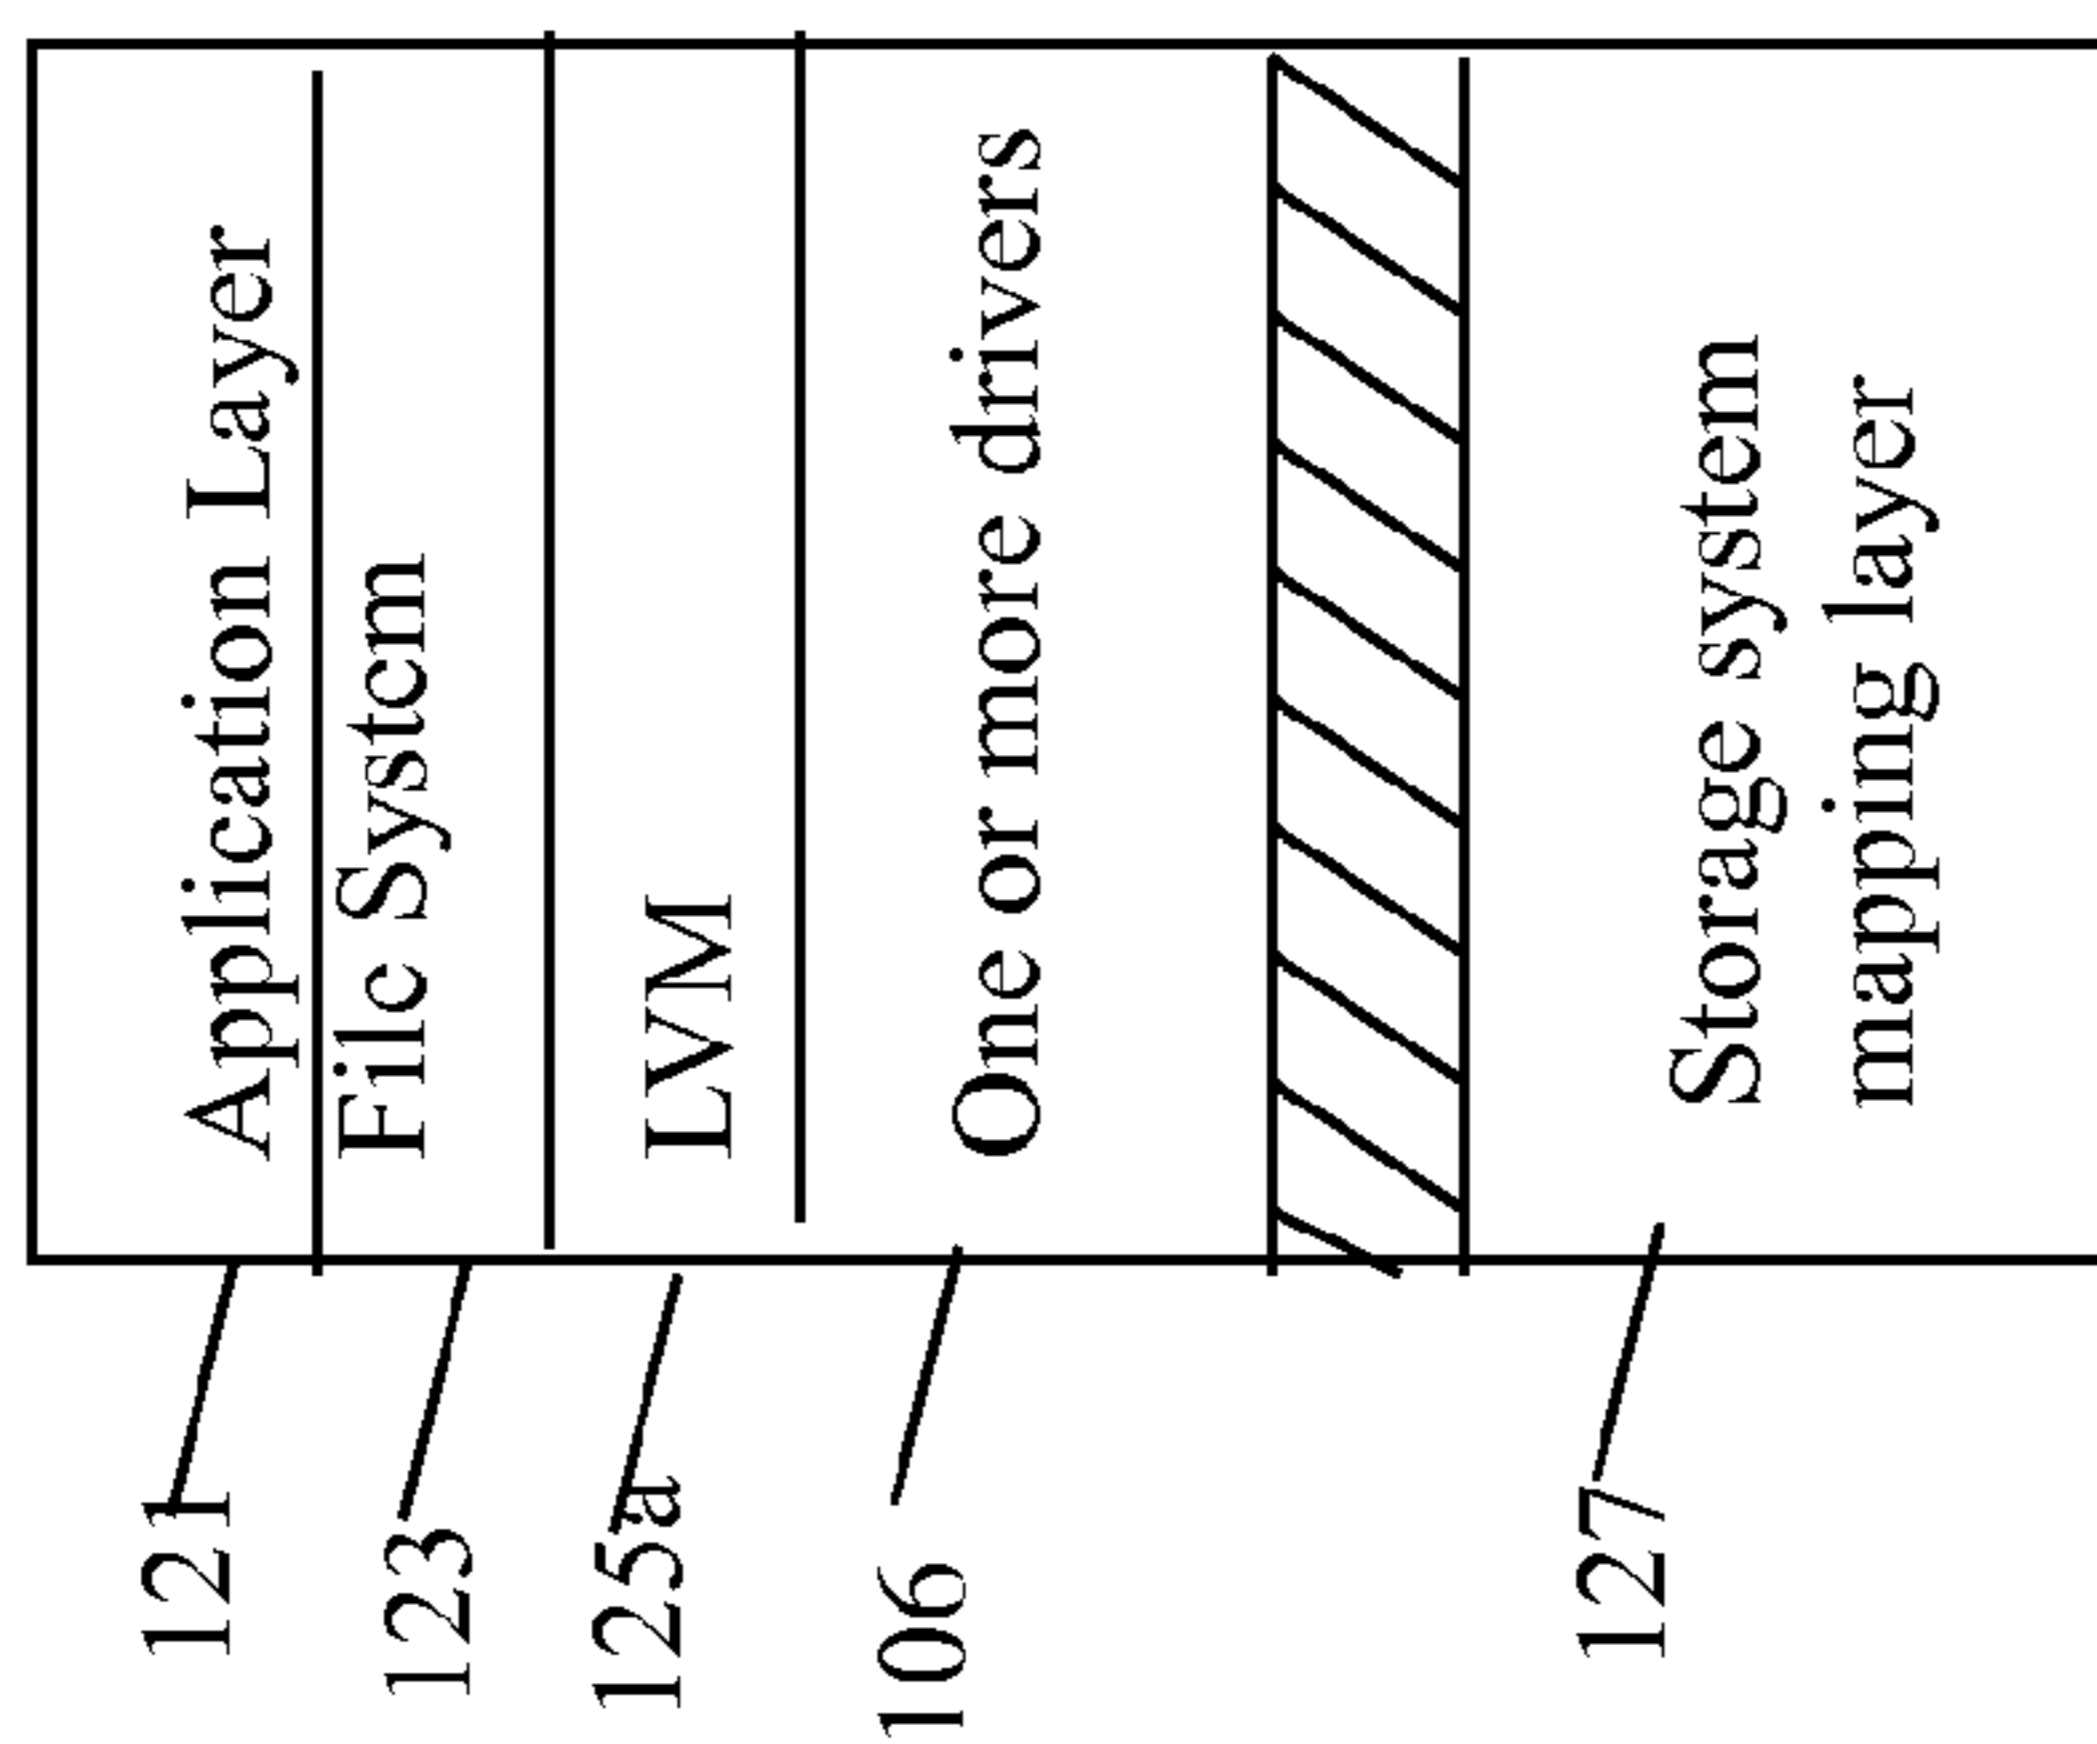 121
Application Layer
123
File System
125a
LVM
106
One or more drivers
127
Storage system
mapping layer